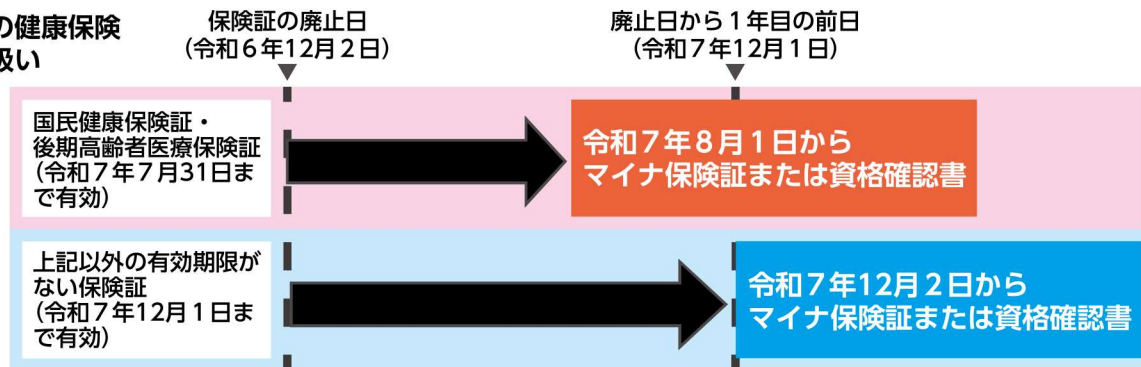 の健康保険
扱い
保険証の廃止日
（令和６年12月２日）
廃止日から１年目の前日
（令和７年12月１日）
国民健康保険証・
後期高齢者医療保険証
（令和７年７月31日ま
で有効）
令和７年８月１日から
マイナ保険証または資格確認書
上記以外の有効期限が
ない保険証
（令和７年12月１日ま
で有効）
令和７年12月２日から
マイナ保険証または資格確認書